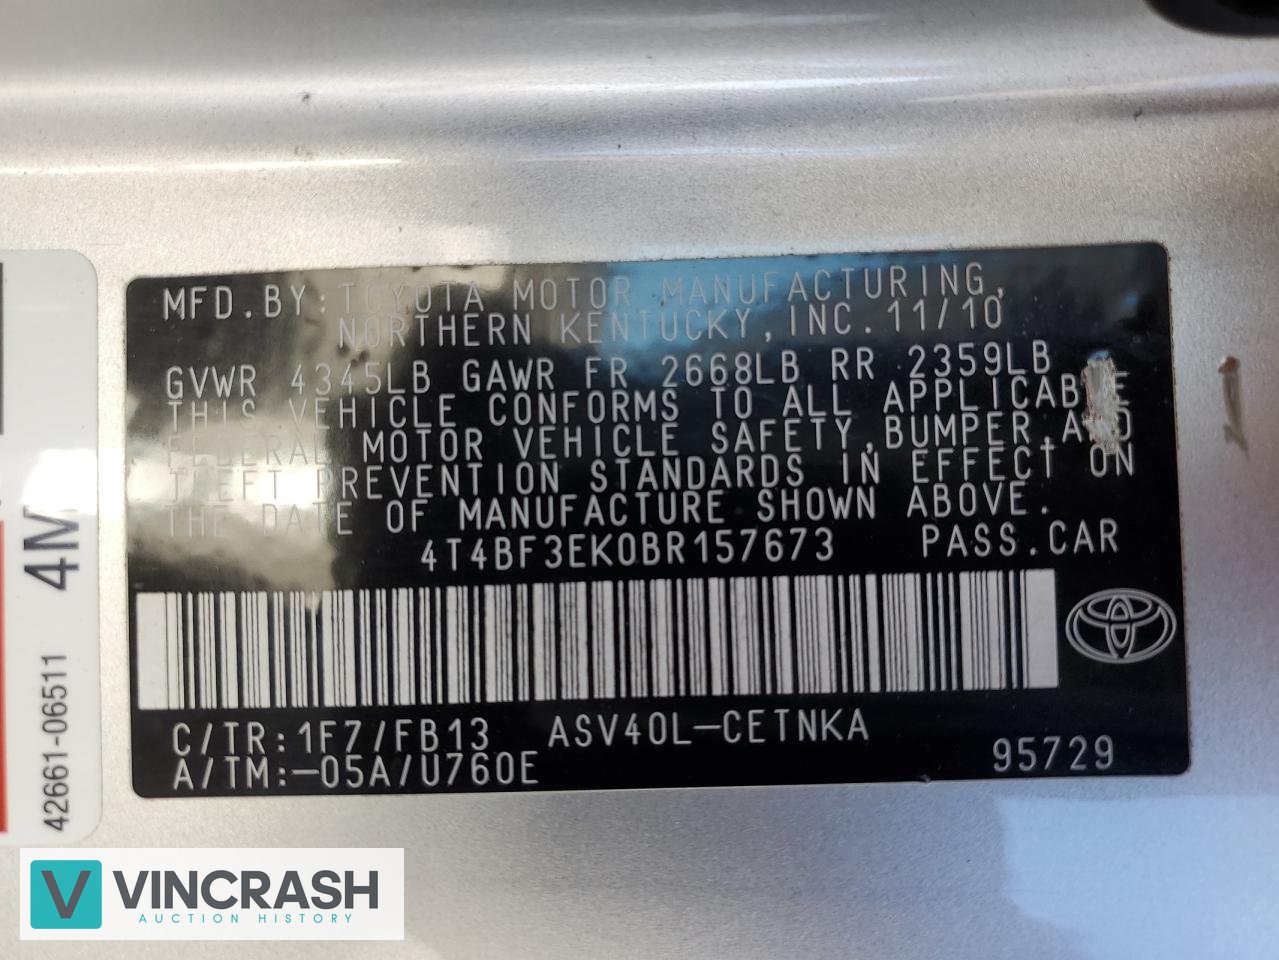 MFD.BY:TOYOTA MOTOR MANUFACTURING,
NORTHERN KENTUCKY,INC.11/10
GVWR 4345LB GAWR FR 2668LB RR 2359LB
THIS VEHICLE CONFORMS TO ALL APPLICABLE
FEDERAL MOTOR VEHICLE SAFETY,BUMPER,AND
THEFT PREVENTION STANDARDS IN EFFECT ON
THE DATE OF MANUFACTURE SHOWN ABOVE.
4T4BF3EK0BR157673 PASS.CAR
C/TR:1F7/FB13 ASV40L-CETNKA
A/TM:-05A/U760E 95729
4M
42661-06511
V VINCRASH
AUCTION HISTORY